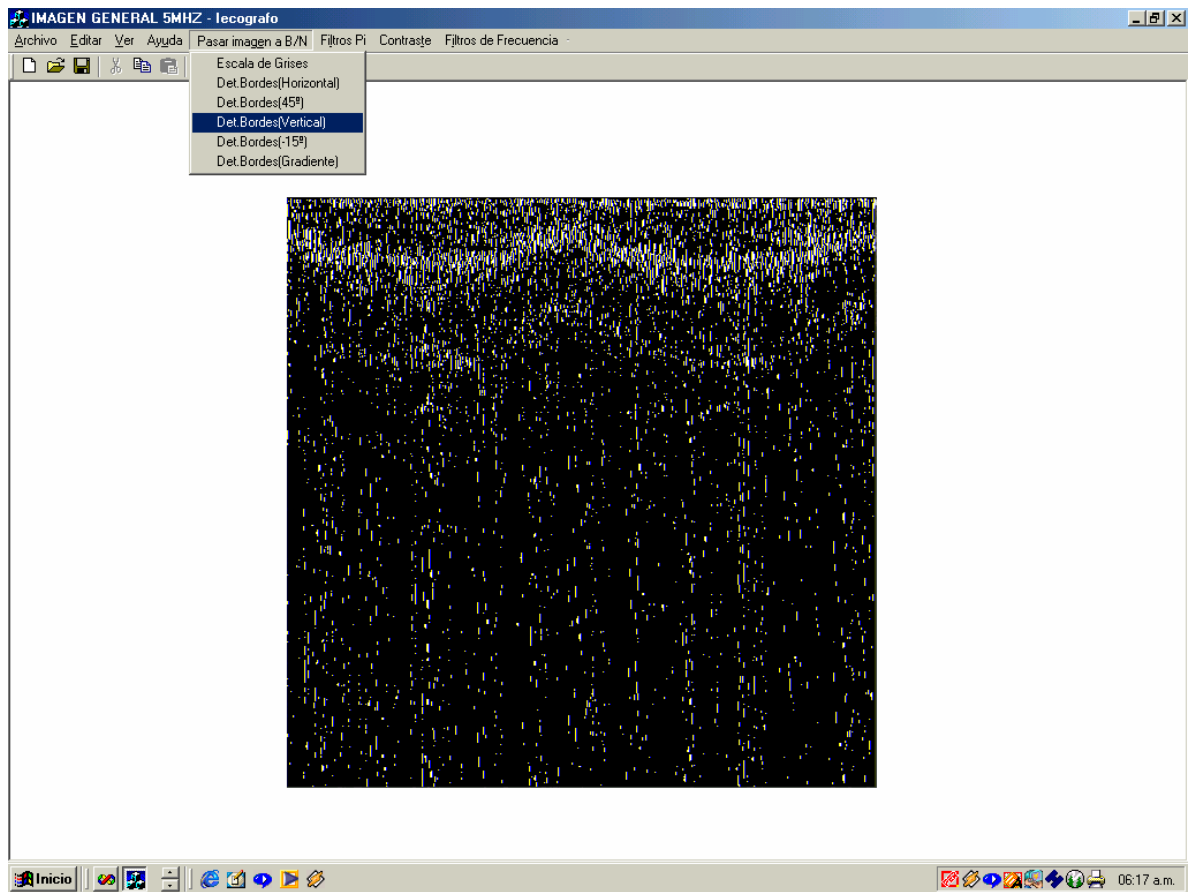 IMAGEN GENERAL 5MHZ - Iecografo
Archivo Editar Ver Ayuda Pasar imagen a B/N Filtros Pi Contraste Filtros de Frecuencia
Escala de Grises
Det.Bordes(Horizontal)
Det.Bordes(45º)
Det.Bordes(Vertical)
Det.Bordes(-15º)
Det.Bordes(Gradiente)
Inicio
06:17 a.m.